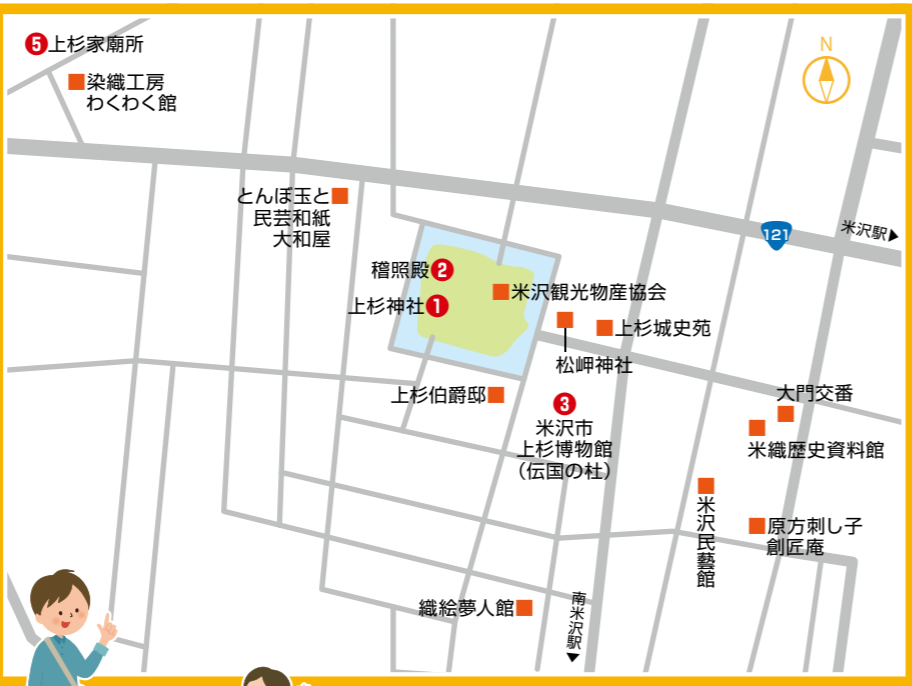 5上杉家廟所
染織工房
わくわく館
N
とんぼ玉と
民芸和紙
大和屋
121
米沢駅▶
稽照殿2
上杉神社1
米沢観光物産協会
上杉城史苑
松岬神社
上杉伯爵邸
3
米沢市
上杉博物館
（伝国の杜）
大門交番
米織歴史資料館
米沢民藝館
原方刺し子
創匠庵
織絵夢人館
南米沢駅▼